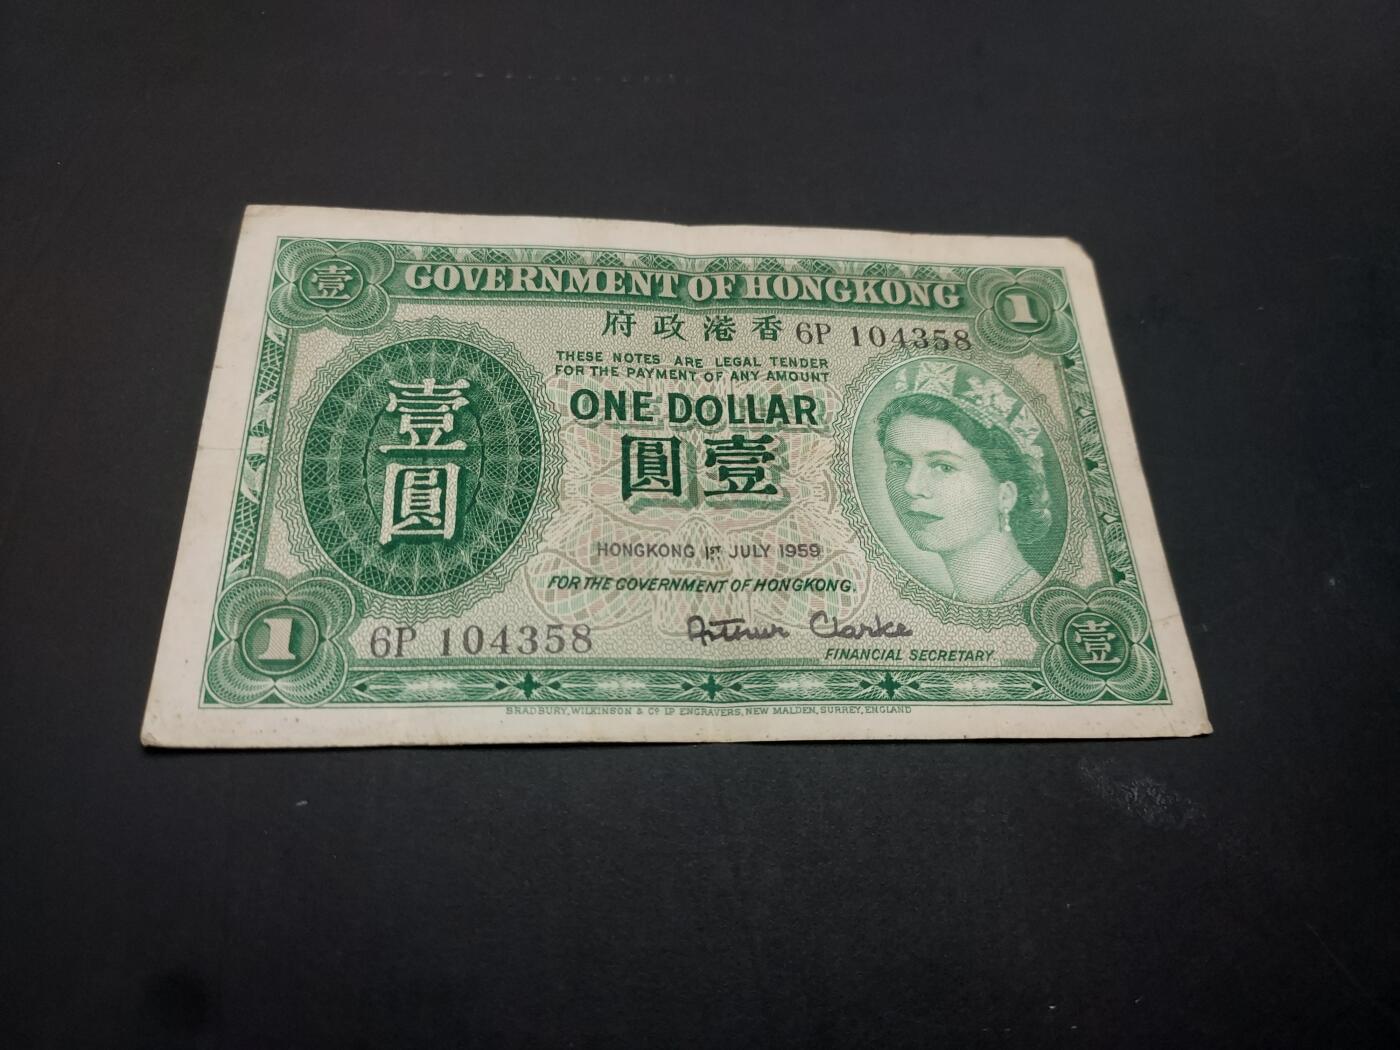 壹
GOVERNMENT OF HONGKONG
1
府政港香
6P 104358
THESE NOTES ARE LEGAL TENDER
FOR THE PAYMENT OF ANY AMOUNT
ONE DOLLAR
圓壹
壹
圓
HONGKONG 1ST JULY 1959
FOR THE GOVERNMENT OF HONGKONG.
1
6P 104358
Arthur Clarke
FINANCIAL SECRETARY
壹
BRADBURY, WILKINSON & Cº Lᴅ ENGRAVERS, NEW MALDEN, SURREY, ENGLAND